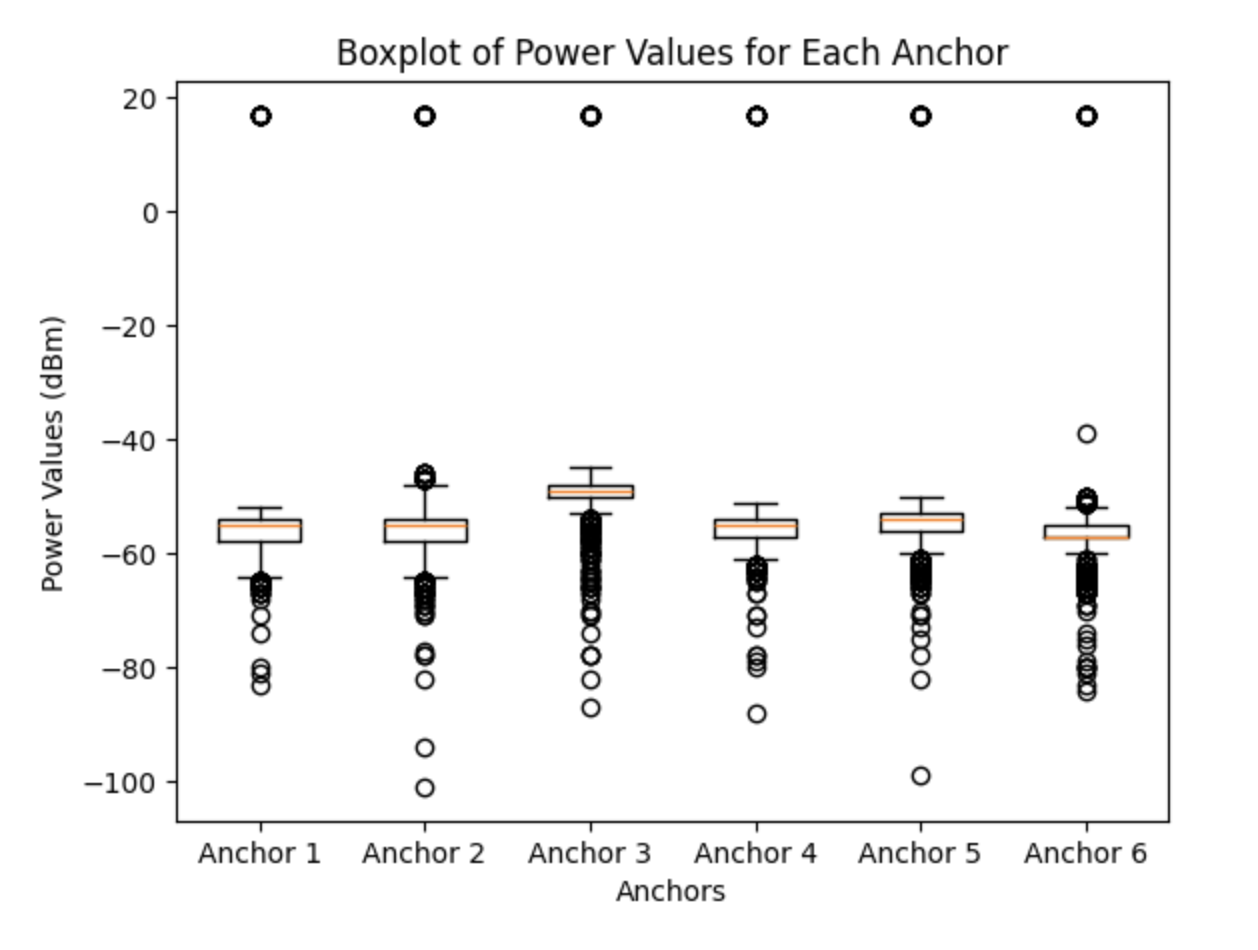 Boxplot of Power Values for Each Anchor
20
0
−20
−40
−60
−80
−100
Power Values (dBm)
Anchor 1 Anchor 2 Anchor 3 Anchor 4 Anchor 5 Anchor 6
Anchors